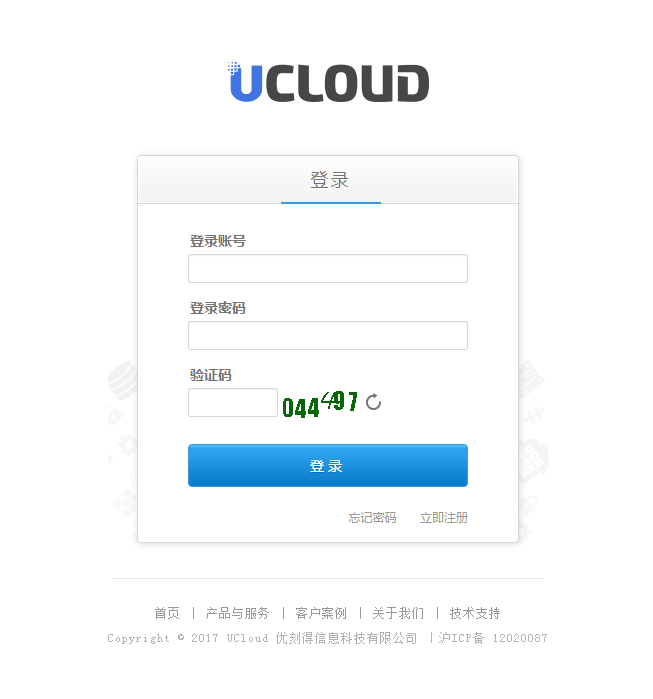 UCLOUD
登录
登录账号
登录密码
验证码
044497
登录
忘记密码 立即注册
首页 | 产品与服务 | 客户案例 | 关于我们 | 技术支持
Copyright © 2017 UCloud 优刻得信息科技有限公司 | 沪ICP备 12020087